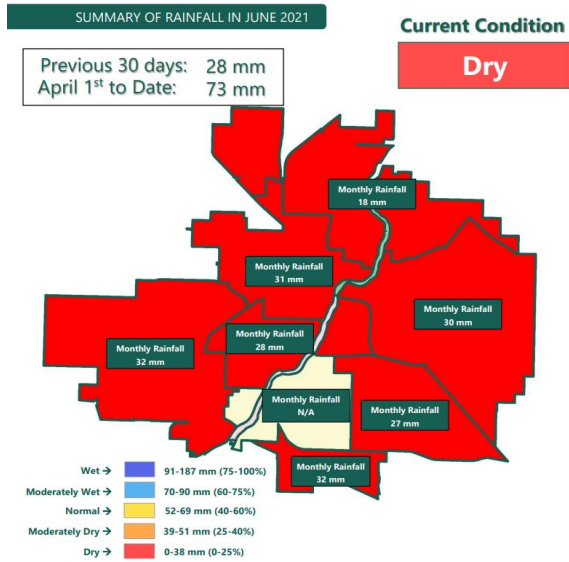 SUMMARY OF RAINFALL IN JUNE 2021
Current Condition
Dry
Previous 30 days: 28 mm
April 1st to Date: 73 mm
Monthly Rainfall
18 mm
Monthly Rainfall
31 mm
Monthly Rainfall
30 mm
Monthly Rainfall
28 mm
Monthly Rainfall
32 mm
Monthly Rainfall
N/A
Monthly Rainfall
27 mm
Monthly Rainfall
32 mm
Wet → 91-187 mm (75-100%)
Moderately Wet → 70-90 mm (60-75%)
Normal → 52-69 mm (40-60%)
Moderately Dry → 39-51 mm (25-40%)
Dry → 0-38 mm (0-25%)